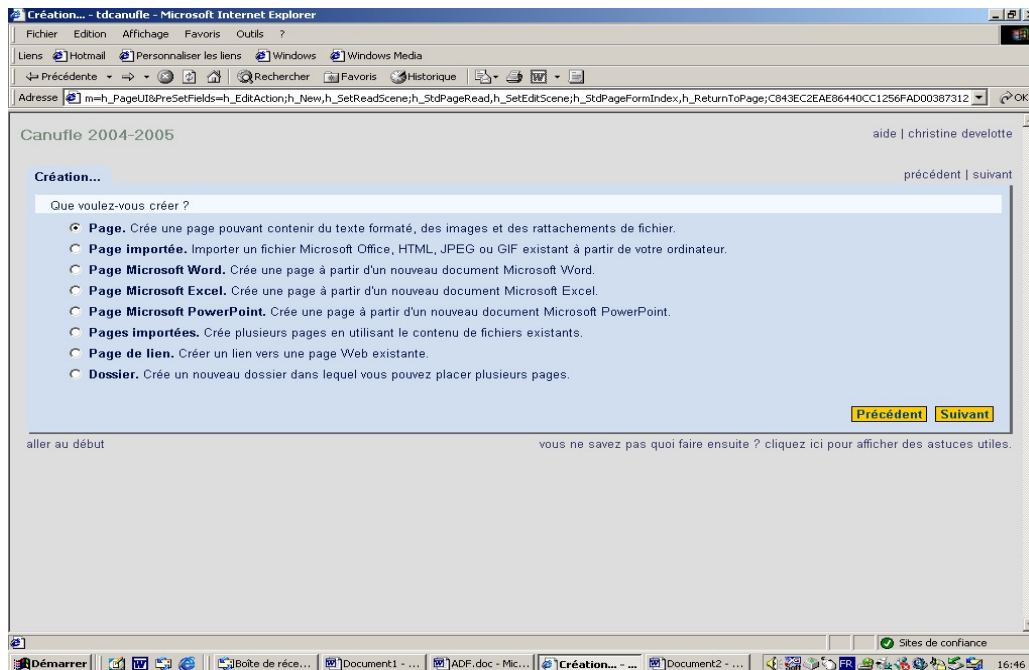 Création... - tdcanufle - Microsoft Internet Explorer
Fichier Edition Affichage Favoris Outils ?
Liens Hotmail Personnaliser les liens Windows Windows Media
Précédente Rechercher Favoris Historique
Adresse m=h_PageUI&PreSetFields=h_EditAction;h_New,h_SetReadScene;h_StdPageRead,h_SetEditScene;h_StdPageFormIndex,h_ReturnToPage;C843EC2EAE86440CC1256FAD00387312 OK
Canufle 2004-2005
aide | christine develotte
Création...
précédent | suivant
Que voulez-vous créer ?
Page. Crée une page pouvant contenir du texte formaté, des images et des rattachements de fichier.
Page importée. Importer un fichier Microsoft Office, HTML, JPEG ou GIF existant à partir de votre ordinateur.
Page Microsoft Word. Crée une page à partir d'un nouveau document Microsoft Word.
Page Microsoft Excel. Crée une page à partir d'un nouveau document Microsoft Excel.
Page Microsoft PowerPoint. Crée une page à partir d'un nouveau document Microsoft PowerPoint.
Pages importées. Crée plusieurs pages en utilisant le contenu de fichiers existants.
Page de lien. Créer un lien vers une page Web existante.
Dossier. Crée un nouveau dossier dans lequel vous pouvez placer plusieurs pages.
Précédent Suivant
aller au début
vous ne savez pas quoi faire ensuite ? cliquez ici pour afficher des astuces utiles.
Sites de confiance
Démarrer Boîte de réce... Document1 - ... ADF.doc - Mic... Création... - ... Document2 - ... FR 16:46